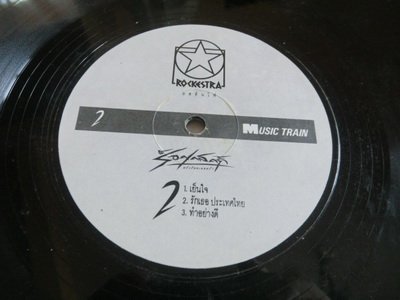 ROCKESTRA
2
MUSIC TRAIN
2
1. เย็นใจ
2. รักเธอ ประเทศไทย
3. ทำอย่างดี